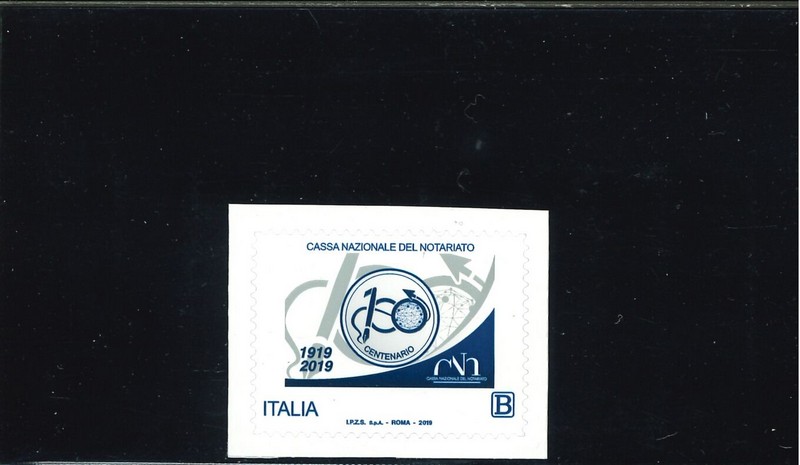 CASSA NAZIONALE DEL NOTARIATO
100
CENTENARIO
1919
2019
CNN
CASSA NAZIONALE DEL NOTARIATO
ITALIA
B
I.P.Z.S. S.p.A. - ROMA - 2019